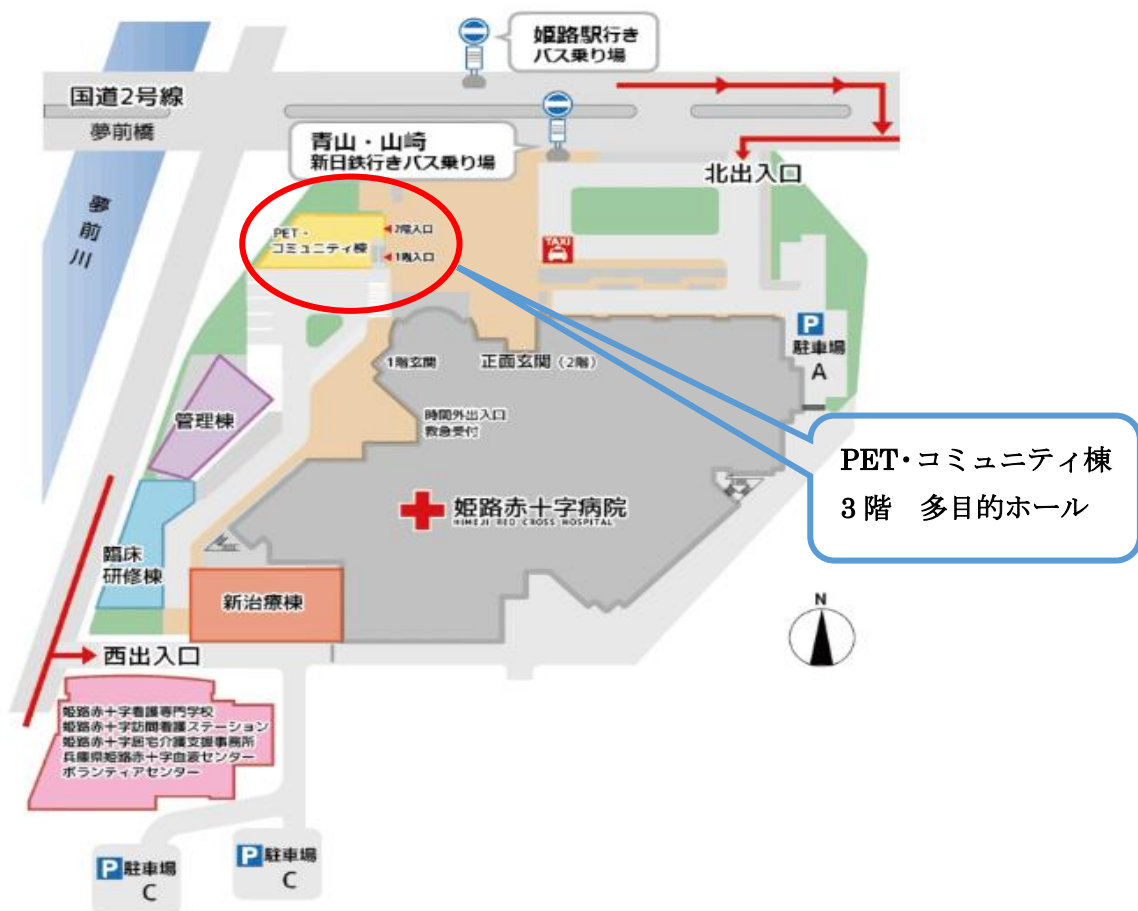 姫路駅行き
バス乗り場
国道2号線
夢前橋
青山・山崎
新日鉄行きバス乗り場
北出入口
夢前川
PET・
コミュニティ棟
2階入口
1階入口
TAXI
P
駐車場
A
1階玄関
正面玄関（2階）
時間外出入口
救急受付
管理棟
PET・コミュニティ棟
3階　多目的ホール
姫路赤十字病院
HIMEJI RED CROSS HOSPITAL
臨床
研修棟
新治療棟
N
西出入口
姫路赤十字看護専門学校
姫路赤十字訪問看護ステーション
姫路赤十字居宅介護支援事務所
兵庫県姫路赤十字血液センター
ボランティアセンター
P駐車場
C
P駐車場
C